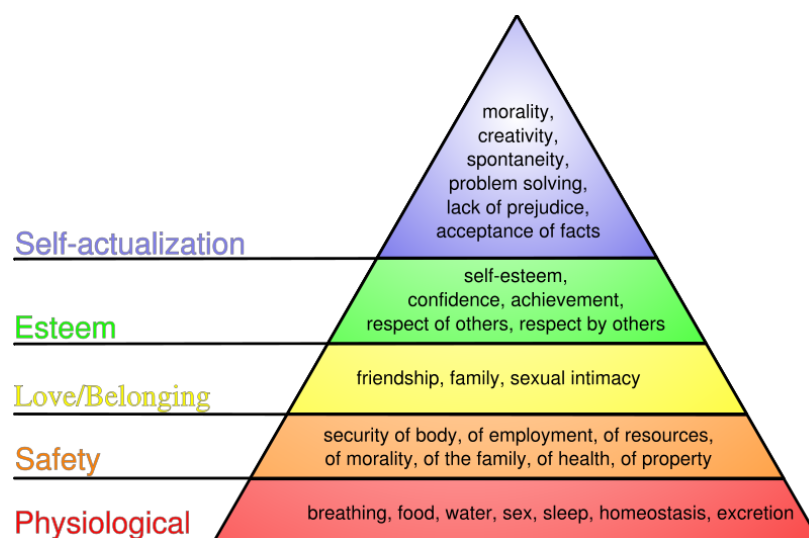 morality,
creativity,
spontaneity,
problem solving,
lack of prejudice,
acceptance of facts
Self-actualization
self-esteem,
confidence, achievement,
respect of others, respect by others
Esteem
friendship, family, sexual intimacy
Love/Belonging
security of body, of employment, of resources,
of morality, of the family, of health, of property
Safety
breathing, food, water, sex, sleep, homeostasis, excretion
Physiological